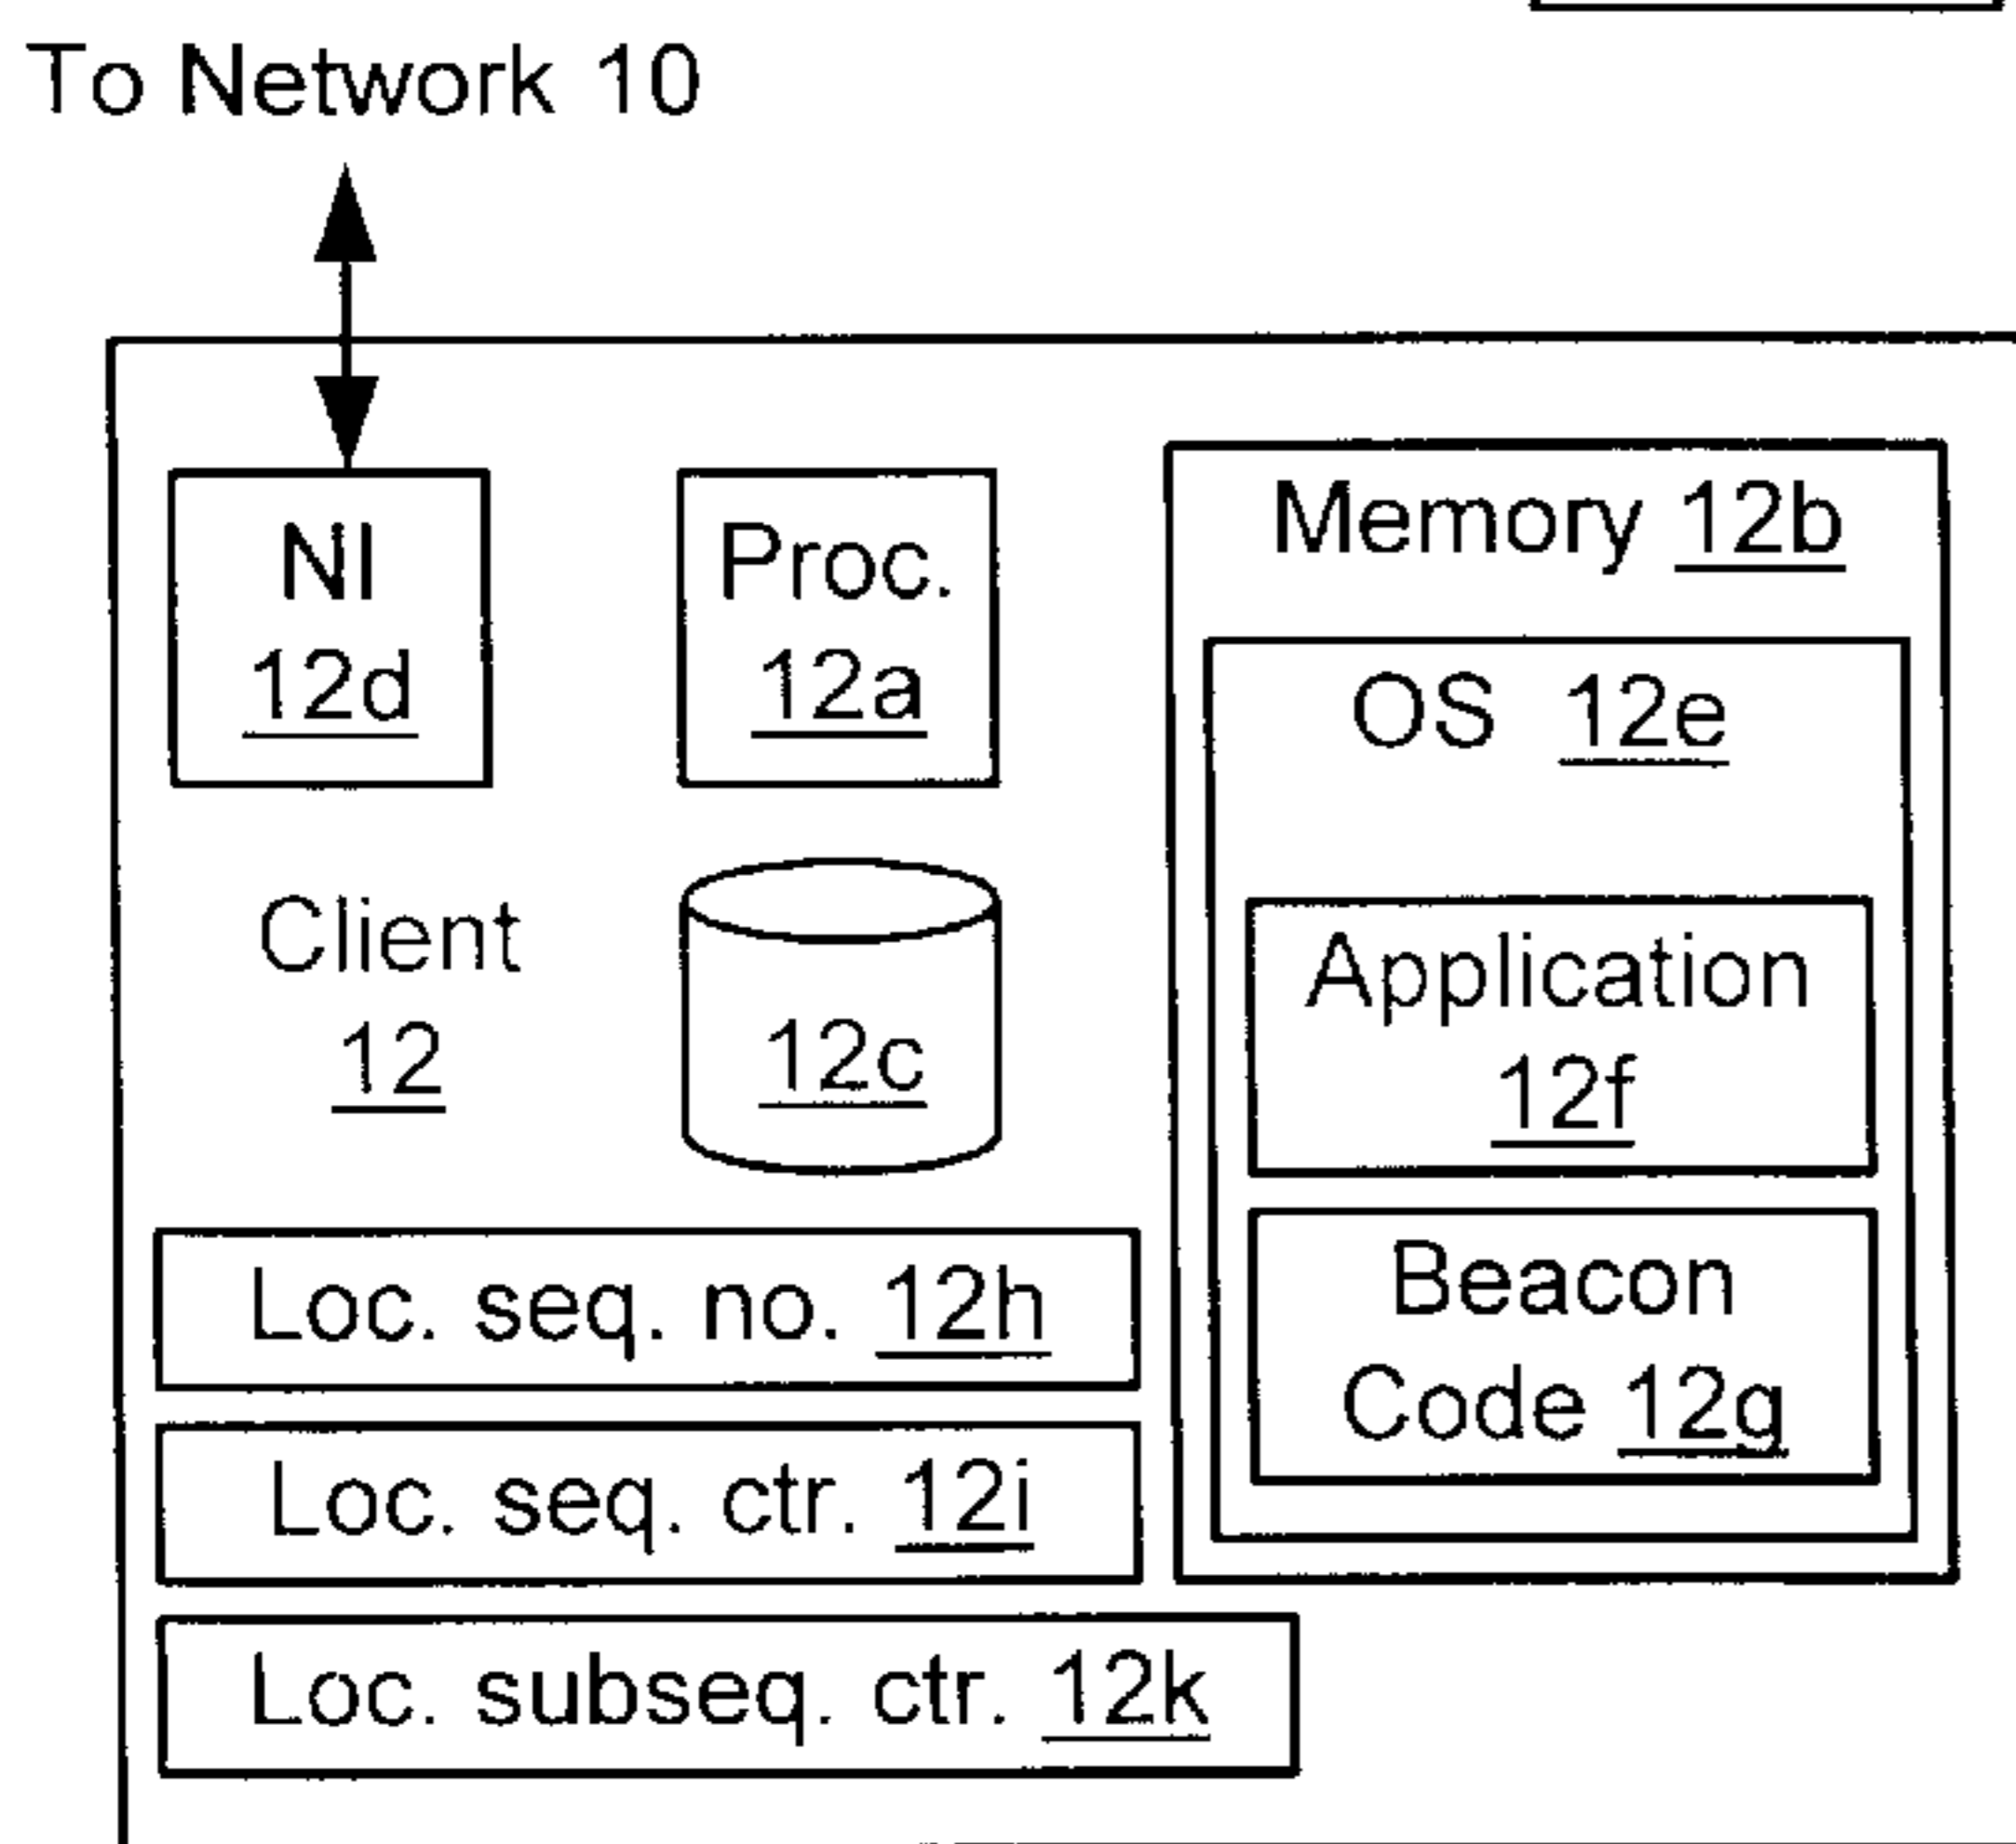 To Network 10
NI
12d
Proc.
12a
Memory 12b
OS 12e
Client
12
12c
Application
12f
Beacon
Code 12g
Loc. seq. no. 12h
Loc. seq. ctr. 12i
Loc. subseq. ctr. 12k